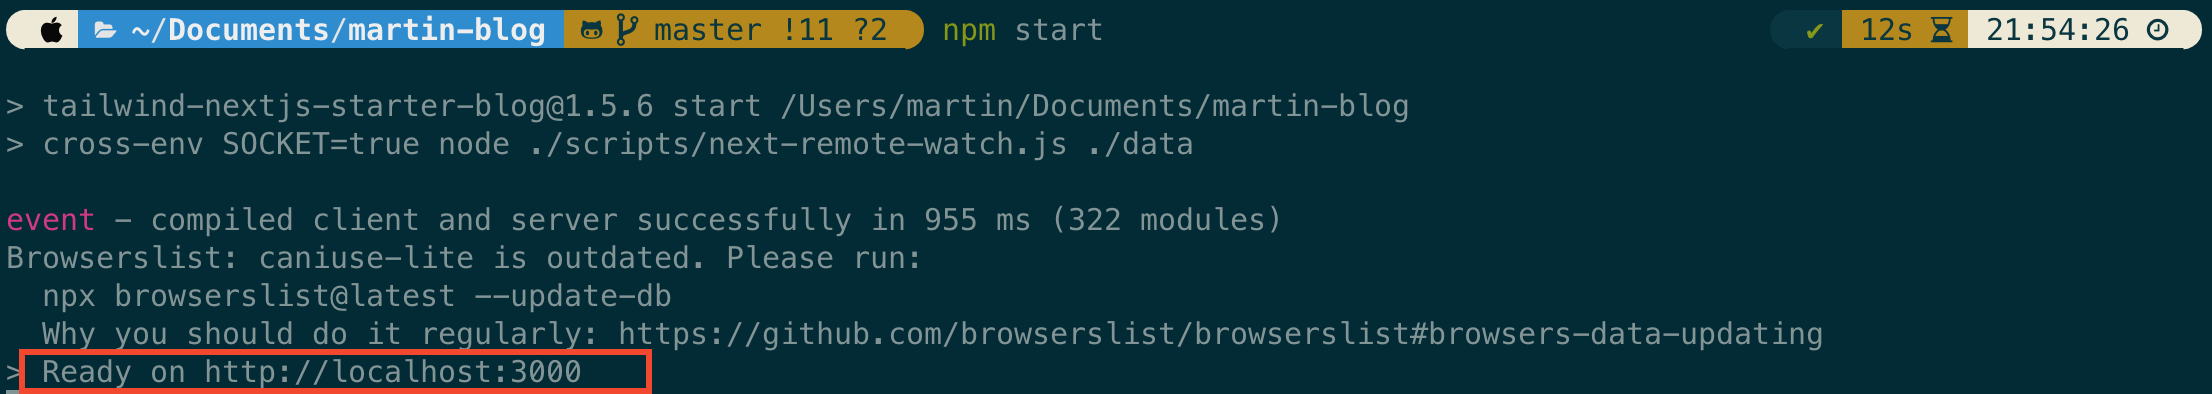 ~/Documents/martin-blog master !11 ?2 npm start ✔ 12s 21:54:26
> tailwind-nextjs-starter-blog@1.5.6 start /Users/martin/Documents/martin-blog
> cross-env SOCKET=true node ./scripts/next-remote-watch.js ./data
event - compiled client and server successfully in 955 ms (322 modules)
Browserslist: caniuse-lite is outdated. Please run:
npx browserslist@latest --update-db
Why you should do it regularly: https://github.com/browserslist/browserslist#browsers-data-updating
> Ready on http://localhost:3000